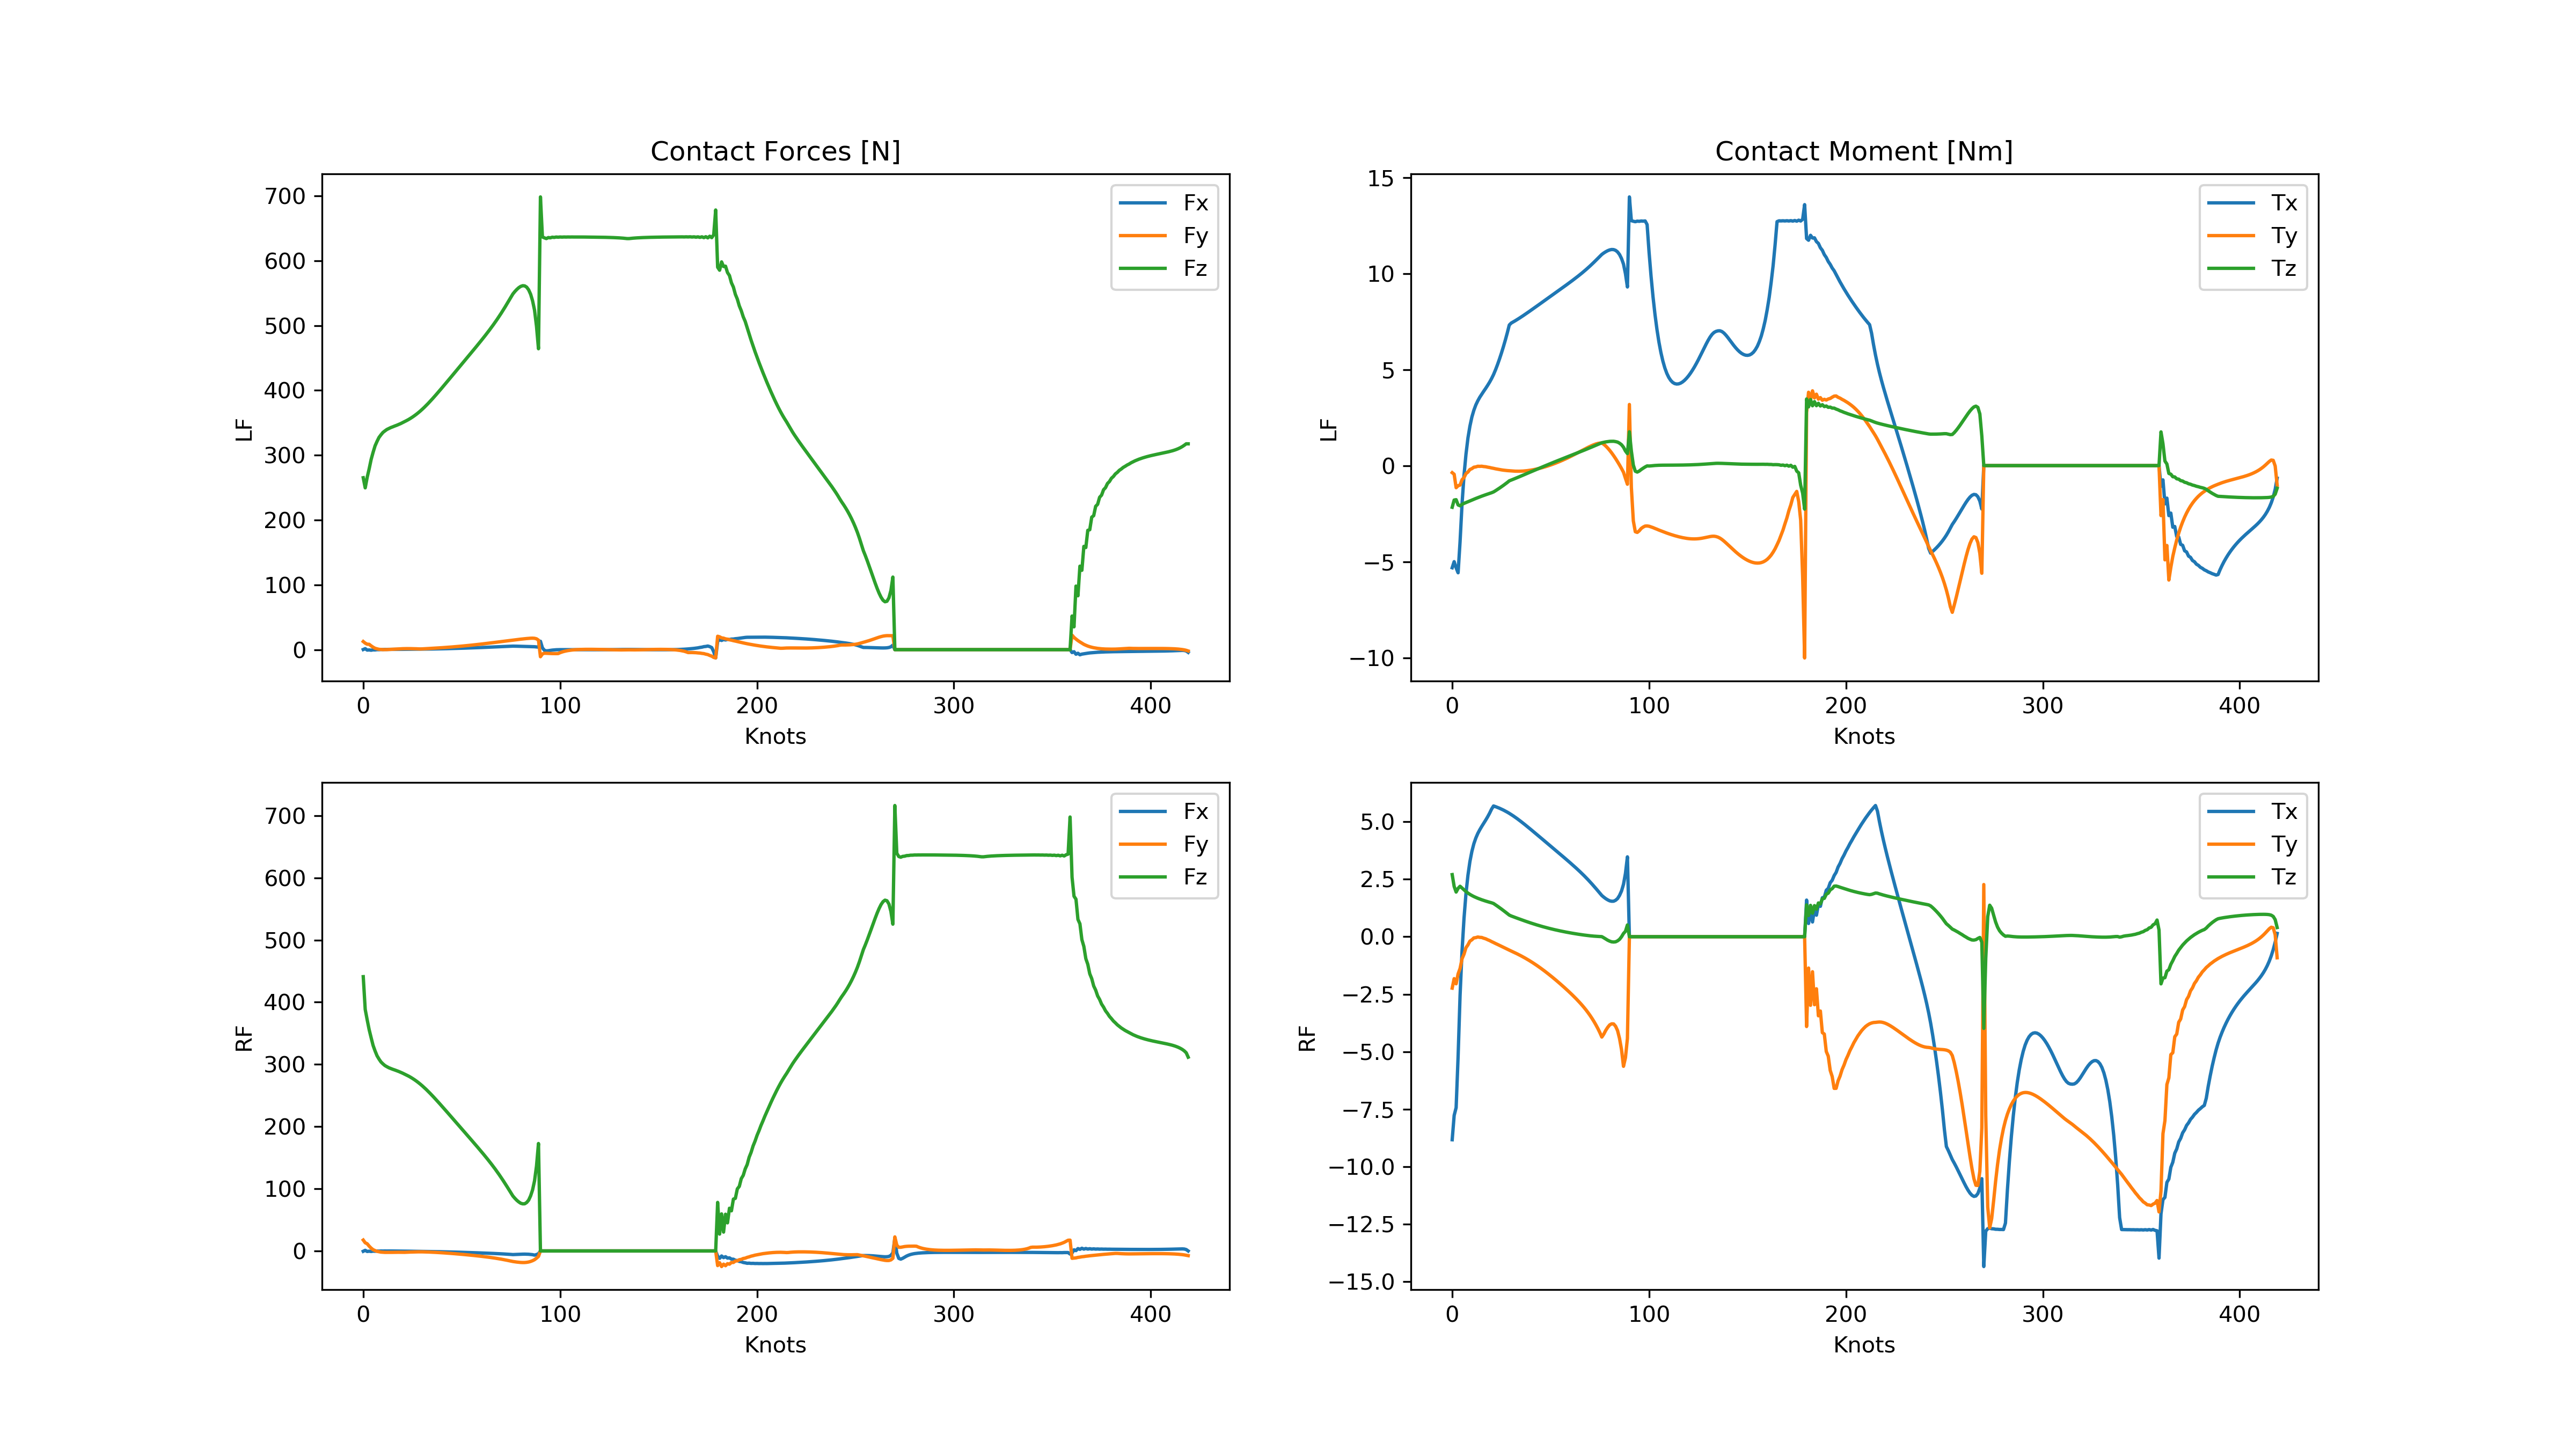 Contact Forces [N]
700
600
500
400
300
200
100
0
LF
Fx
Fy
Fz
0 100 200 300 400
Knots
Contact Moment [Nm]
15
10
5
0
−5
−10
LF
Tx
Ty
Tz
0 100 200 300 400
Knots
700
600
500
400
300
200
100
0
RF
Fx
Fy
Fz
0 100 200 300 400
Knots
5.0
2.5
0.0
−2.5
−5.0
−7.5
−10.0
−12.5
−15.0
RF
Tx
Ty
Tz
0 100 200 300 400
Knots